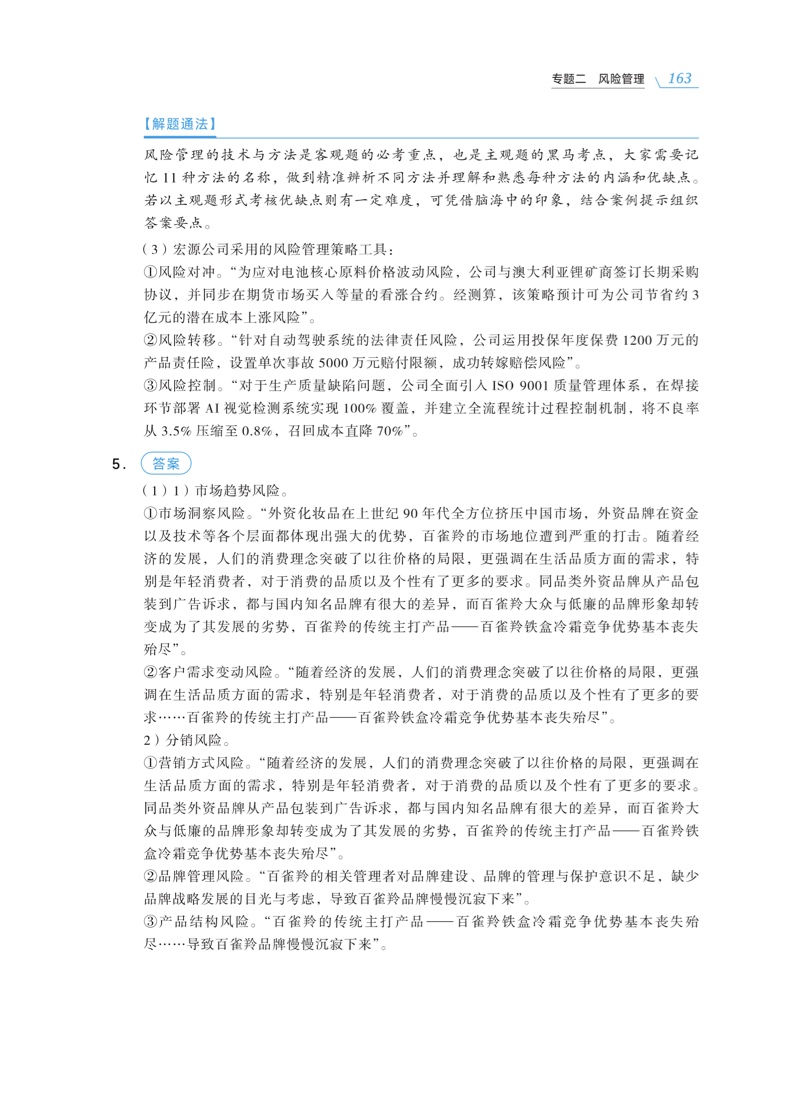 专题二 风险管理 163
【解题通法】
风险管理的技术与方法是客观题的必考重点，也是主观题的黑马考点，大家需要记
忆 11 种方法的名称，做到精准辨析不同方法并理解和熟悉每种方法的内涵和优缺点。
若以主观题形式考核优缺点则有一定难度，可凭借脑海中的印象，结合案例提示组织
答案要点。
（3）宏源公司采用的风险管理策略工具：
①风险对冲。“为应对电池核心原料价格波动风险，公司与澳大利亚锂矿商签订长期采购
协议，并同步在期货市场买入等量的看涨合约。经测算，该策略预计可为公司节省约 3
亿元的潜在成本上涨风险”。
②风险转移。“针对自动驾驶系统的法律责任风险，公司运用投保年度保费 1200 万元的
产品责任险，设置单次事故 5000 万元赔付限额，成功转嫁赔偿风险”。
③风险控制。“对于生产质量缺陷问题，公司全面引入 ISO 9001 质量管理体系，在焊接
环节部署 AI 视觉检测系统实现 100% 覆盖，并建立全流程统计过程控制机制，将不良率
从 3.5% 压缩至 0.8%，召回成本直降 70%”。
5. 答案
（1）1）市场趋势风险。
①市场洞察风险。“外资化妆品在上世纪 90 年代全方位挤压中国市场，外资品牌在资金
以及技术等各个层面都体现出强大的优势，百雀羚的市场地位遭到严重的打击。随着经
济的发展，人们的消费理念突破了以往价格的局限，更强调在生活品质方面的需求，特
别是年轻消费者，对于消费的品质以及个性有了更多的要求。同品类外资品牌从产品包
装到广告诉求，都与国内知名品牌有很大的差异，而百雀羚大众与低廉的品牌形象却转
变成为了其发展的劣势，百雀羚的传统主打产品——百雀羚铁盒冷霜竞争优势基本丧失
殆尽”。
②客户需求变动风险。“随着经济的发展，人们的消费理念突破了以往价格的局限，更强
调在生活品质方面的需求，特别是年轻消费者，对于消费的品质以及个性有了更多的要
求……百雀羚的传统主打产品——百雀羚铁盒冷霜竞争优势基本丧失殆尽”。
2）分销风险。
①营销方式风险。“随着经济的发展，人们的消费理念突破了以往价格的局限，更强调在
生活品质方面的需求，特别是年轻消费者，对于消费的品质以及个性有了更多的要求。
同品类外资品牌从产品包装到广告诉求，都与国内知名品牌有很大的差异，而百雀羚大
众与低廉的品牌形象却转变成为了其发展的劣势，百雀羚的传统主打产品——百雀羚铁
盒冷霜竞争优势基本丧失殆尽”。
②品牌管理风险。“百雀羚的相关管理者对品牌建设、品牌的管理与保护意识不足，缺少
品牌战略发展的目光与考虑，导致百雀羚品牌慢慢沉寂下来”。
③产品结构风险。“百雀羚的传统主打产品——百雀羚铁盒冷霜竞争优势基本丧失殆
尽……导致百雀羚品牌慢慢沉寂下来”。